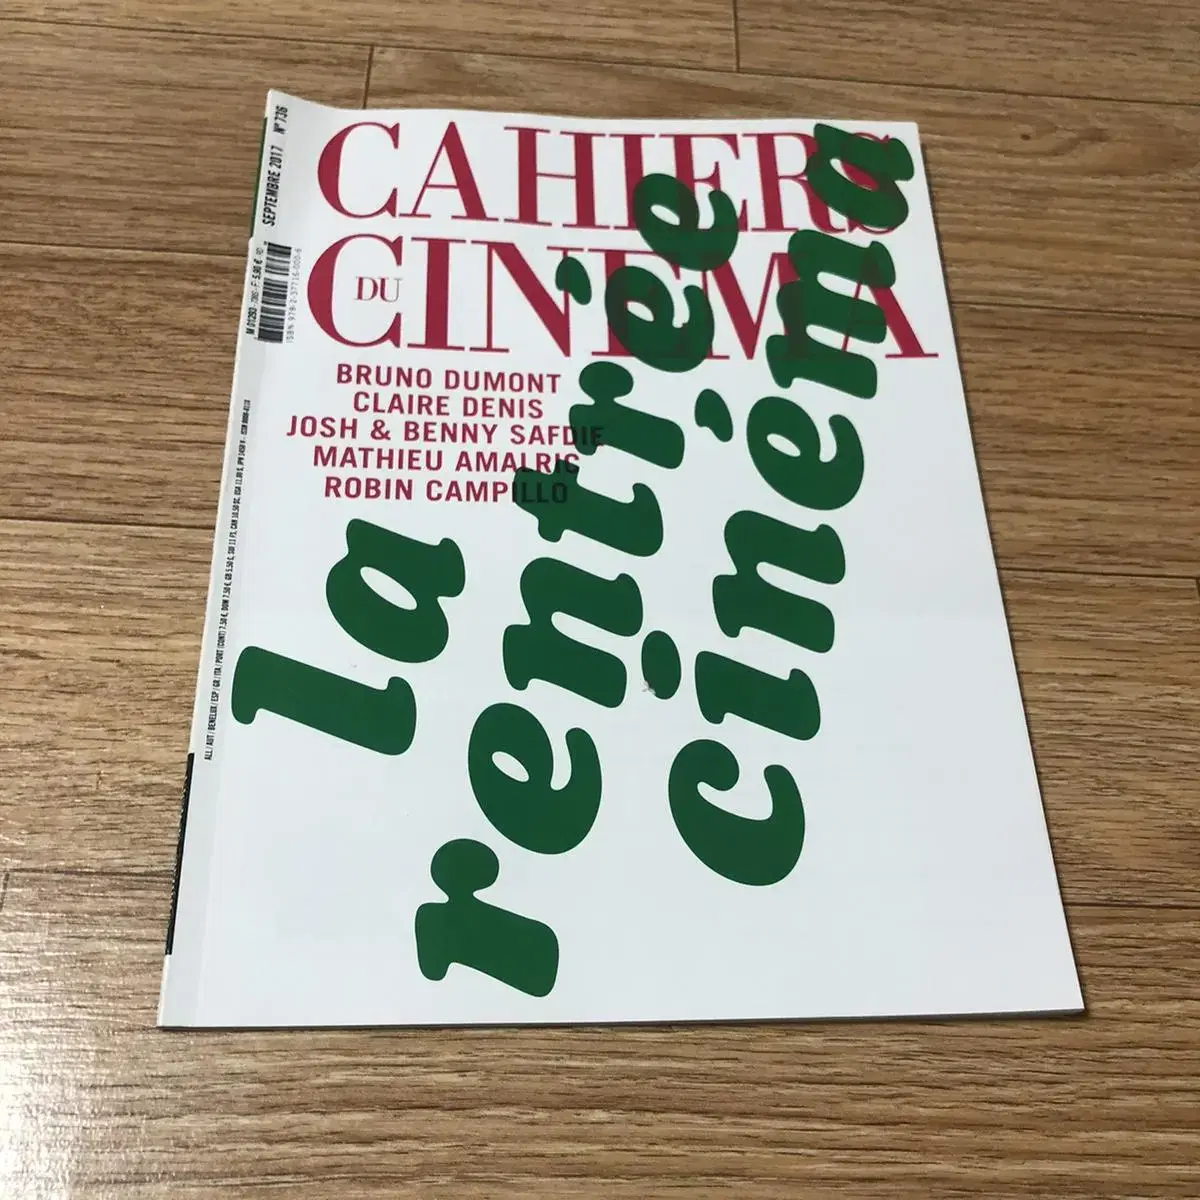 SEPTEMBRE 2017 N° 736
CAHIERS
DU CINEMA
BRUNO DUMONT
CLAIRE DENIS
JOSH & BENNY SAFDIE
MATHIEU AMALRIC
ROBIN CAMPILLO
la
rentrée
cinéma